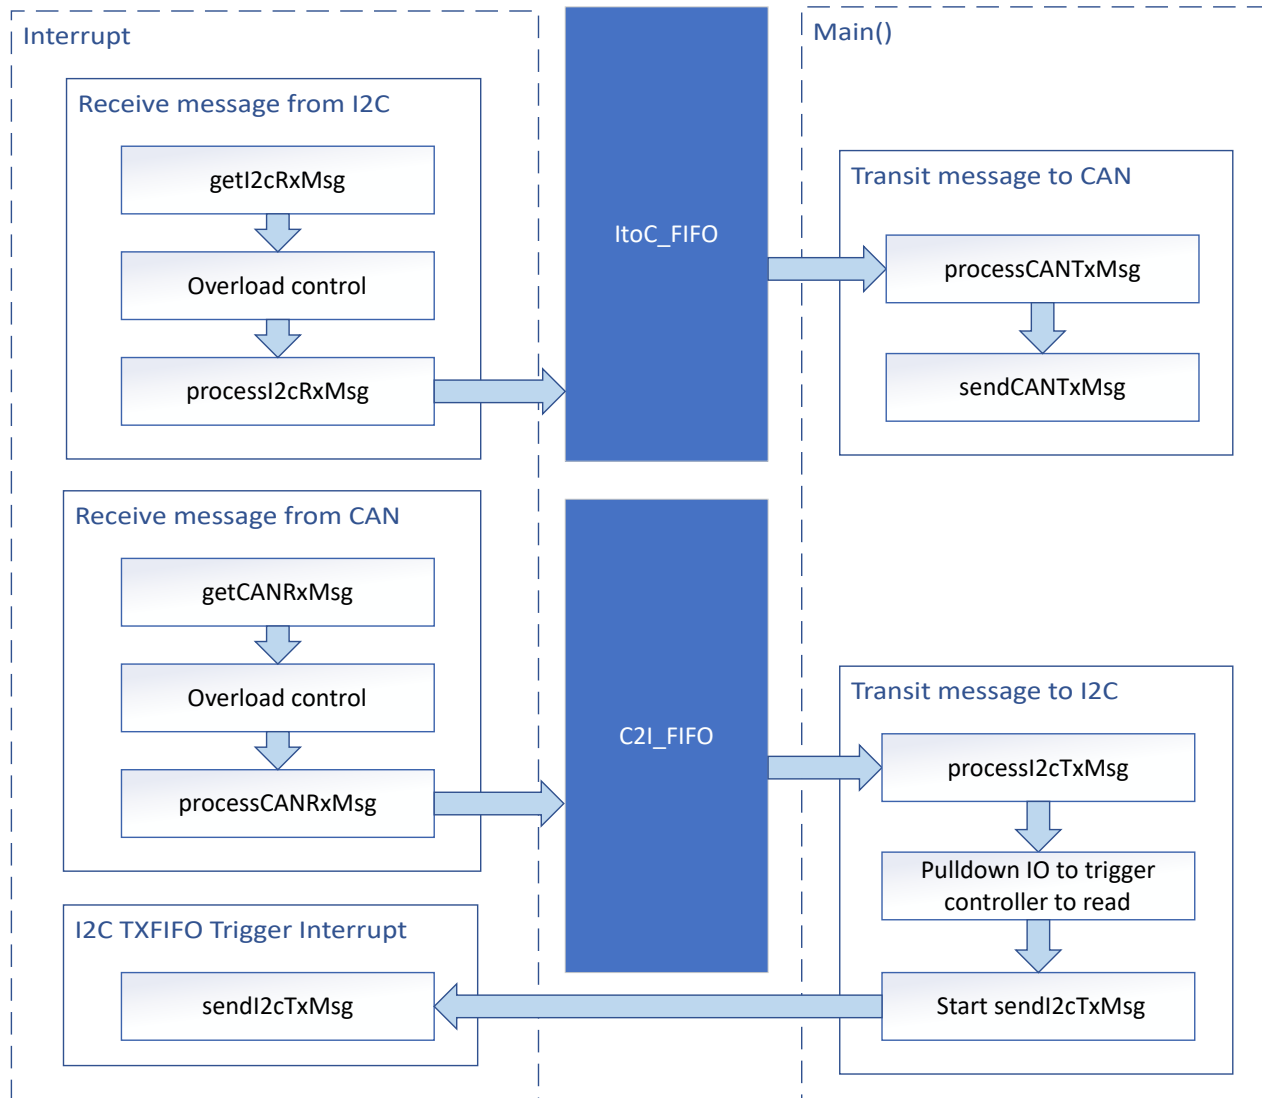 Interrupt
Receive message from I2C
getI2cRxMsg
Overload control
processI2cRxMsg
Receive message from CAN
getCANRxMsg
Overload control
processCANRxMsg
I2C TXFIFO Trigger Interrupt
sendI2cTxMsg
ItoC_FIFO
C2I_FIFO
Main()
Transit message to CAN
processCANTxMsg
sendCANTxMsg
Transit message to I2C
processI2cTxMsg
Pulldown IO to trigger
controller to read
Start sendI2cTxMsg